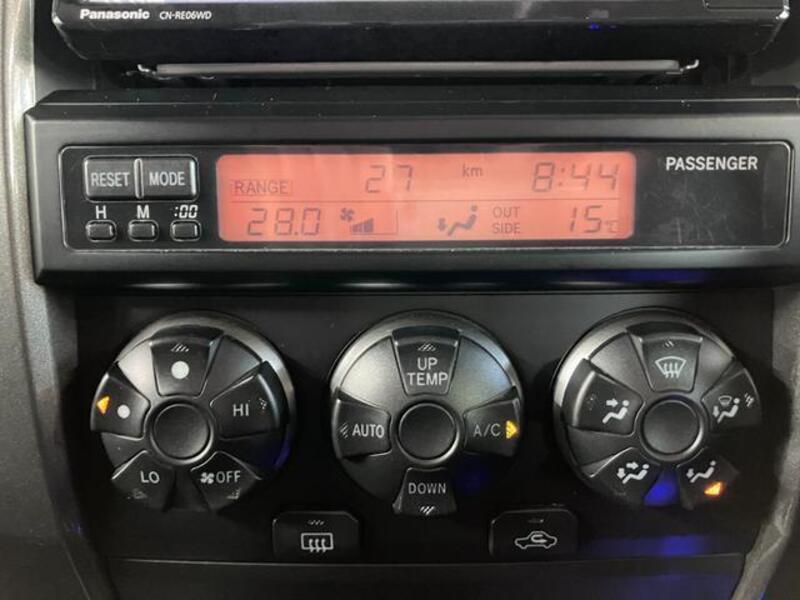 Panasonic CN-RE06WD
RESET MODE
H M :00
RANGE 27 km 8:44
28.0 OUT SIDE 15℃
PASSENGER
HI
LO
OFF
UP
TEMP
AUTO
A/C
DOWN